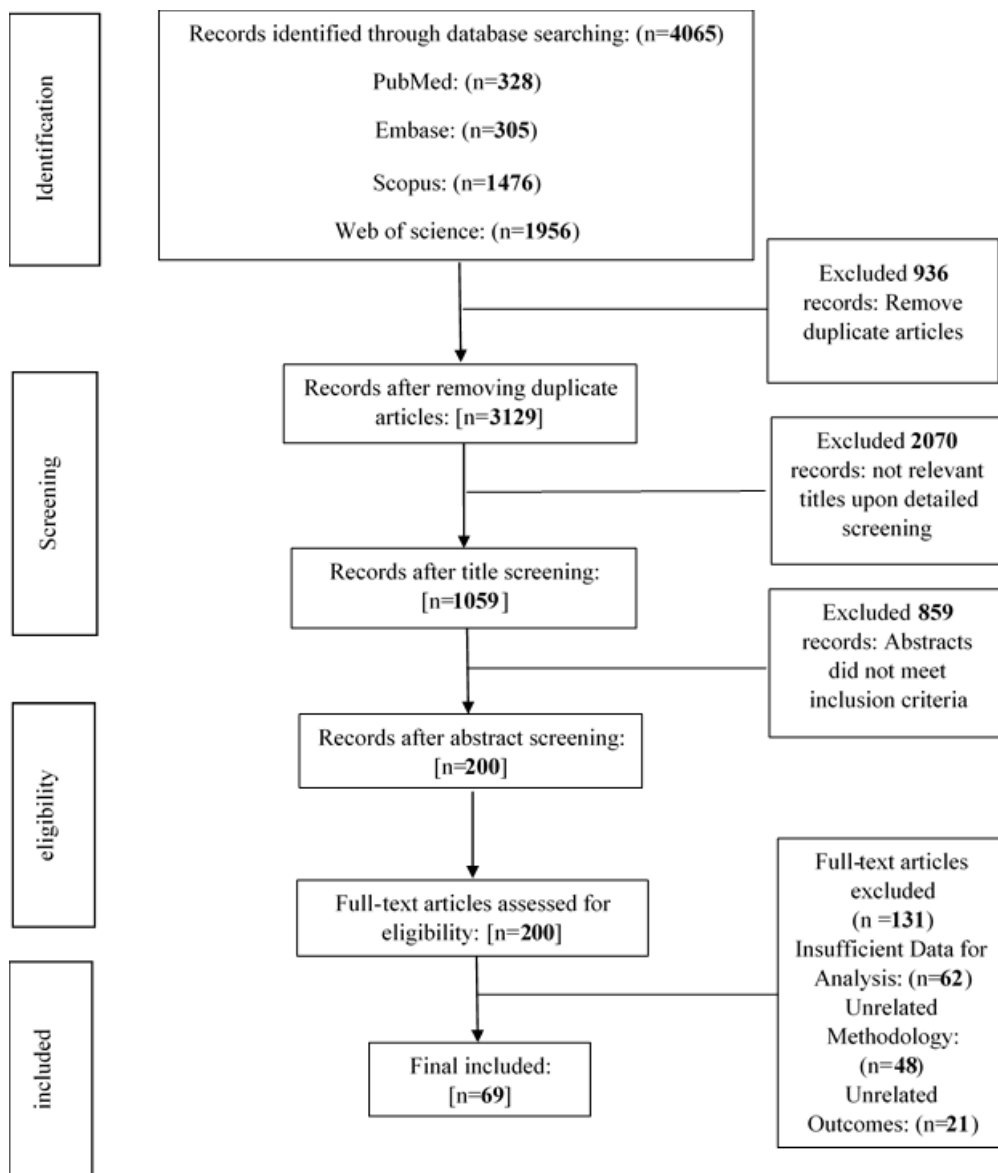 Identification
Records identified through database searching: (n=4065)
PubMed: (n=328)
Embase: (n=305)
Scopus: (n=1476)
Web of science: (n=1956)
Excluded 936
records: Remove
duplicate articles
Screening
Records after removing duplicate
articles: [n=3129]
Excluded 2070
records: not relevant
titles upon detailed
screening
Records after title screening:
[n=1059]
Excluded 859
records: Abstracts
did not meet
inclusion criteria
eligibility
Records after abstract screening:
[n=200]
Full-text articles assessed for
eligibility: [n=200]
Full-text articles
excluded
(n =131)
Insufficient Data for
Analysis: (n=62)
Unrelated
Methodology:
(n=48)
Unrelated
Outcomes: (n=21)
included
Final included:
[n=69]